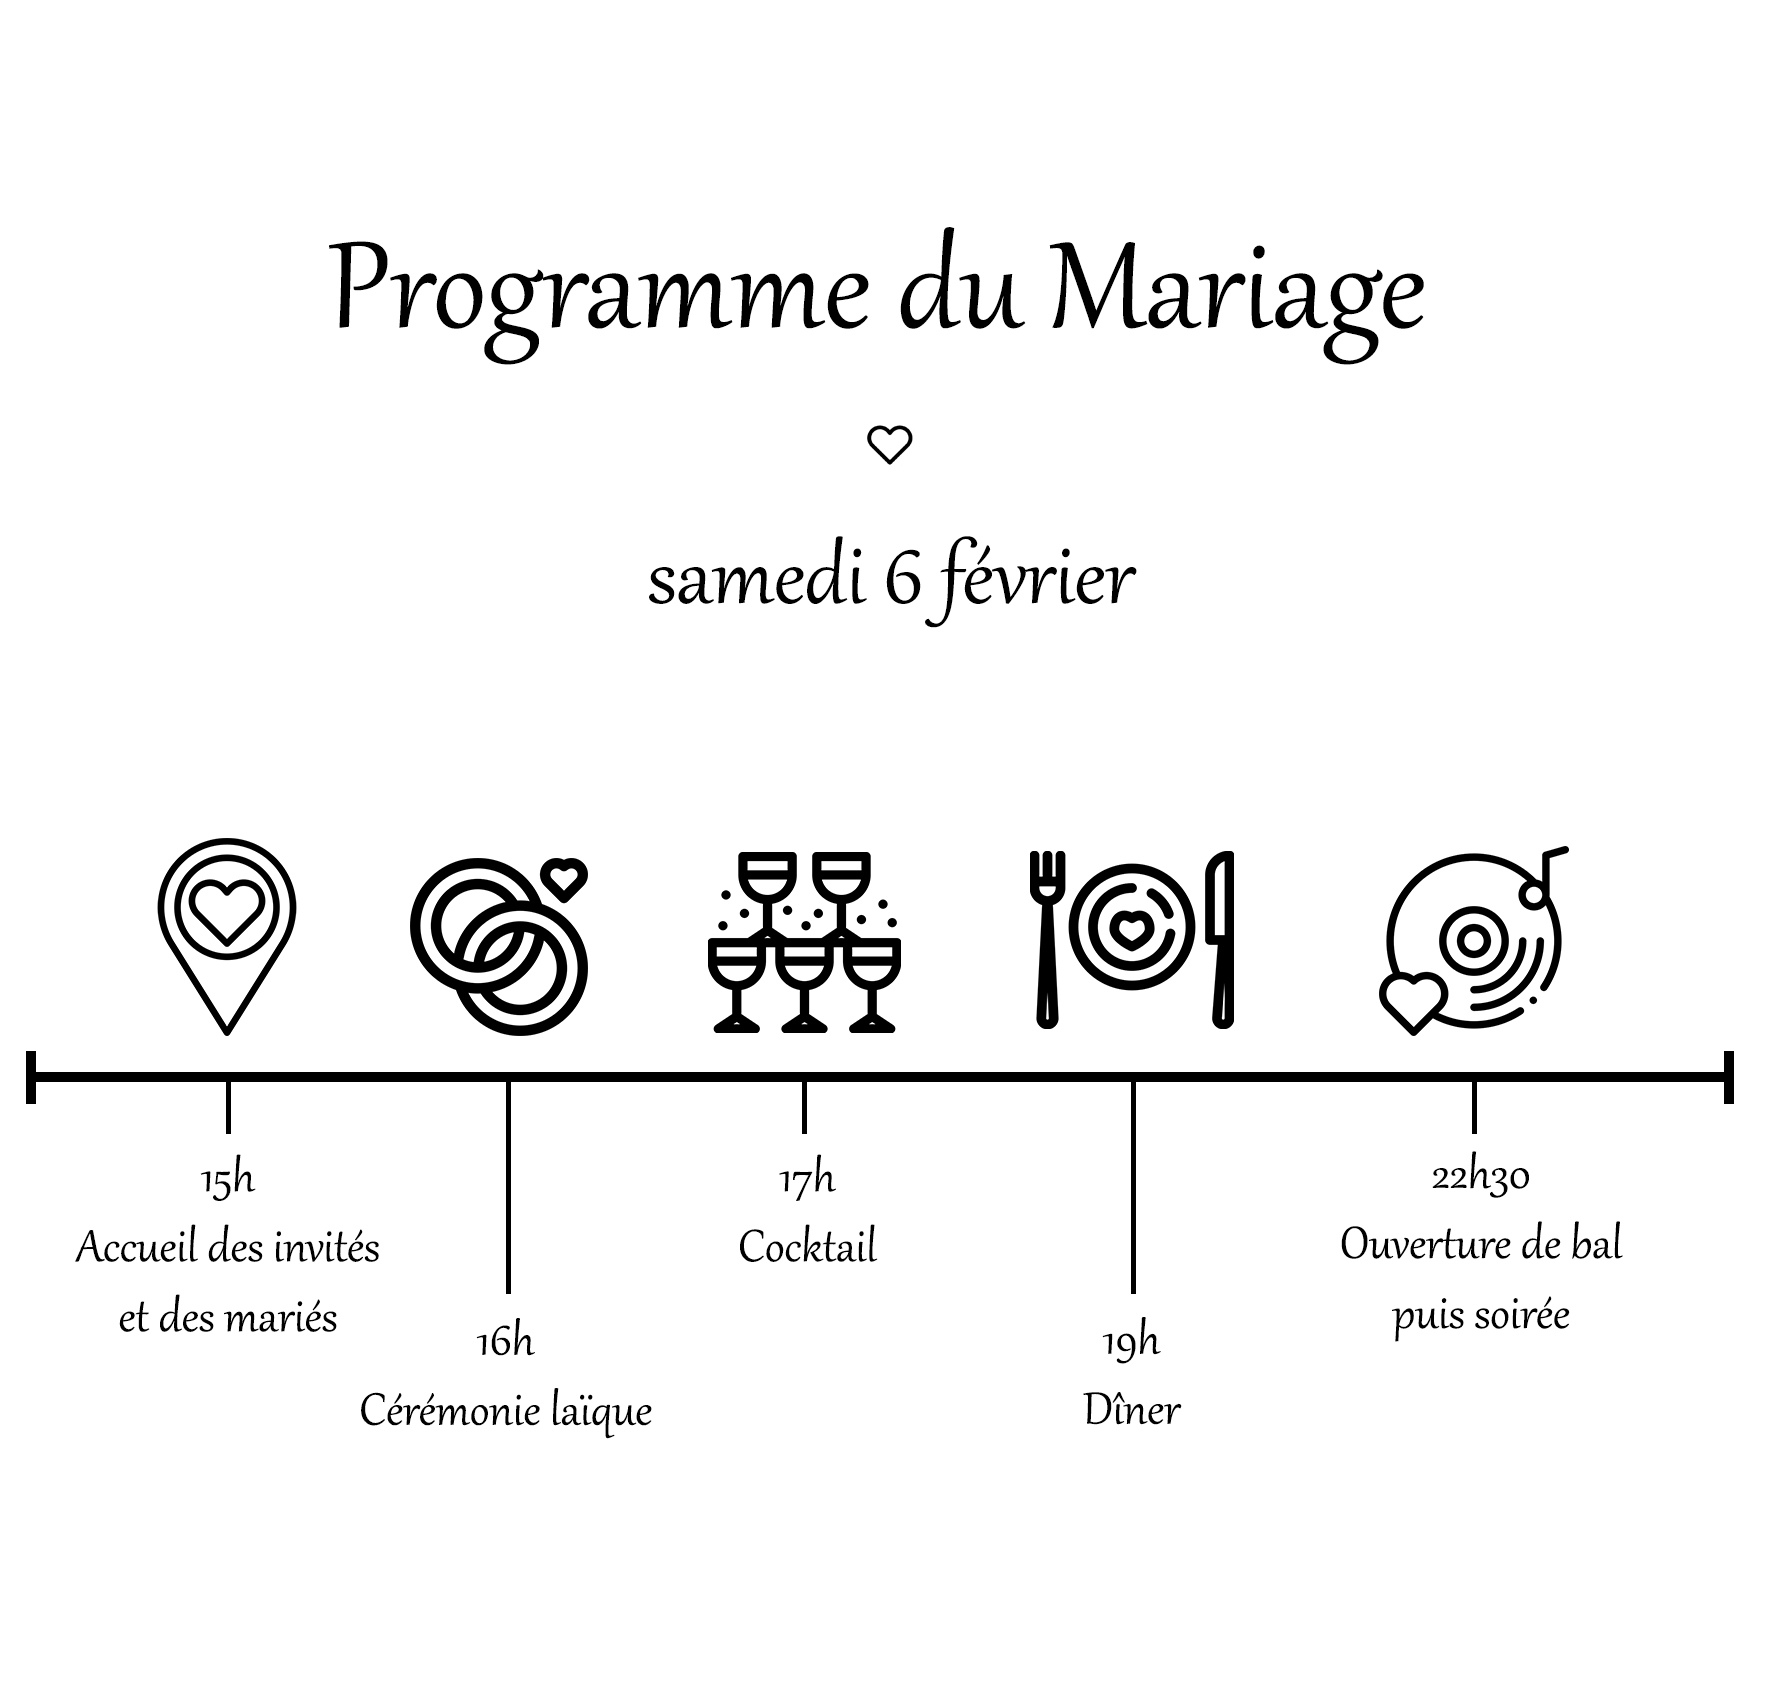 Programme du Mariage
samedi 6 février
15h
Accueil des invités
et des mariés
16h
Cérémonie laïque
17h
Cocktail
19h
Dîner
22h30
Ouverture de bal
puis soirée